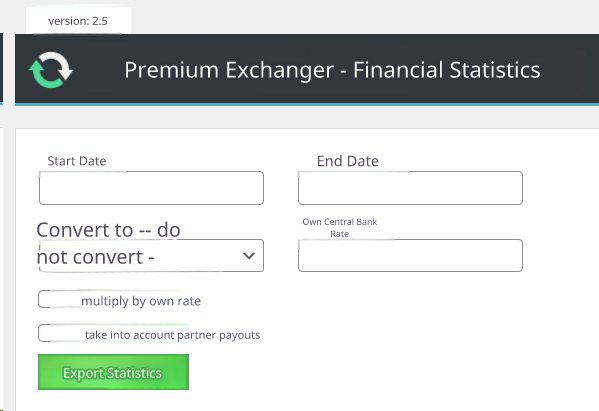 version: 2.5
Premium Exchanger - Financial Statistics
Start Date
End Date
Convert to -- do
not convert -
Own Central Bank
Rate
multiply by own rate
take into account partner payouts
Export Statistics